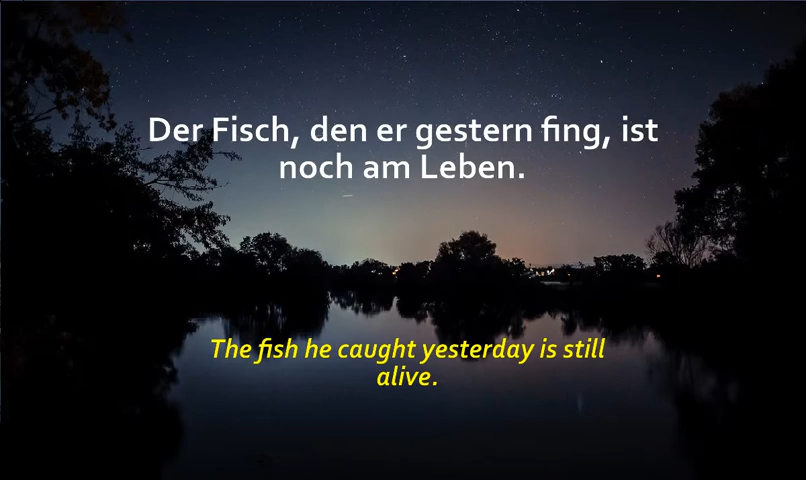 Der Fisch, den er gestern fing, ist
noch am Leben.
The fish he caught yesterday is still
alive.